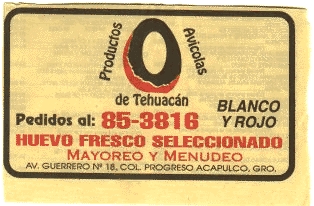 Productos Avicolas
de Tehuacán
BLANCO
Y ROJO
Pedidos al: 85-3816
HUEVO FRESCO SELECCIONADO
MAYOREO Y MENUDEO
AV. GUERRERO Nº 18, COL. PROGRESO ACAPULCO, GRO.